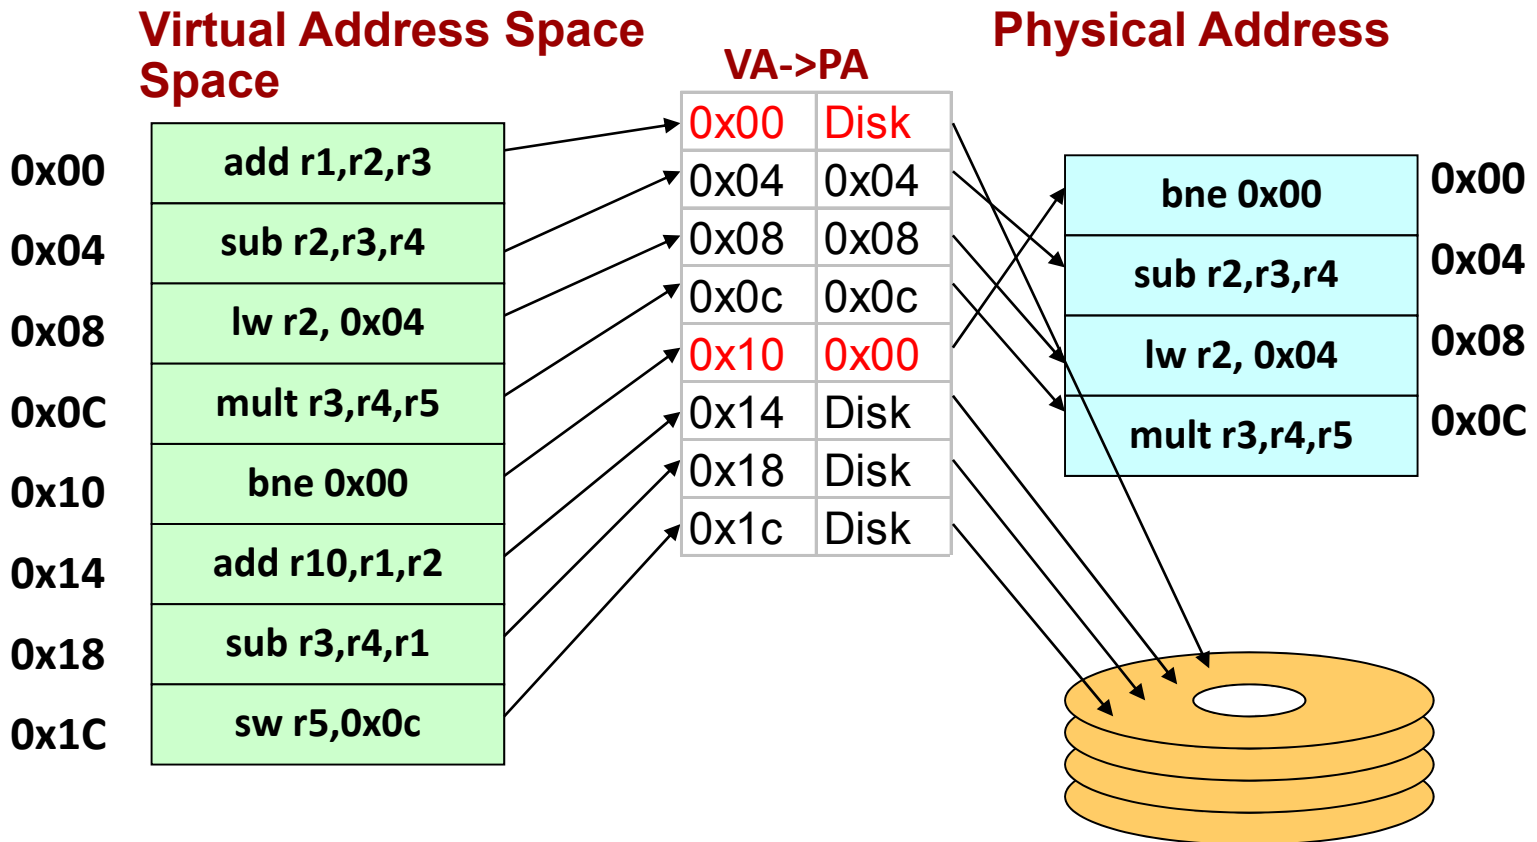 Virtual Address Space
Space
VA->PA
Physical Address
0x00 add r1,r2,r3
0x04 sub r2,r3,r4
0x08 lw r2, 0x04
0x0C mult r3,r4,r5
0x10 bne 0x00
0x14 add r10,r1,r2
0x18 sub r3,r4,r1
0x1C sw r5,0x0c
0x00 Disk
0x04 0x04
0x08 0x08
0x0c 0x0c
0x10 0x00
0x14 Disk
0x18 Disk
0x1c Disk
bne 0x00 0x00
sub r2,r3,r4 0x04
lw r2, 0x04 0x08
mult r3,r4,r5 0x0C